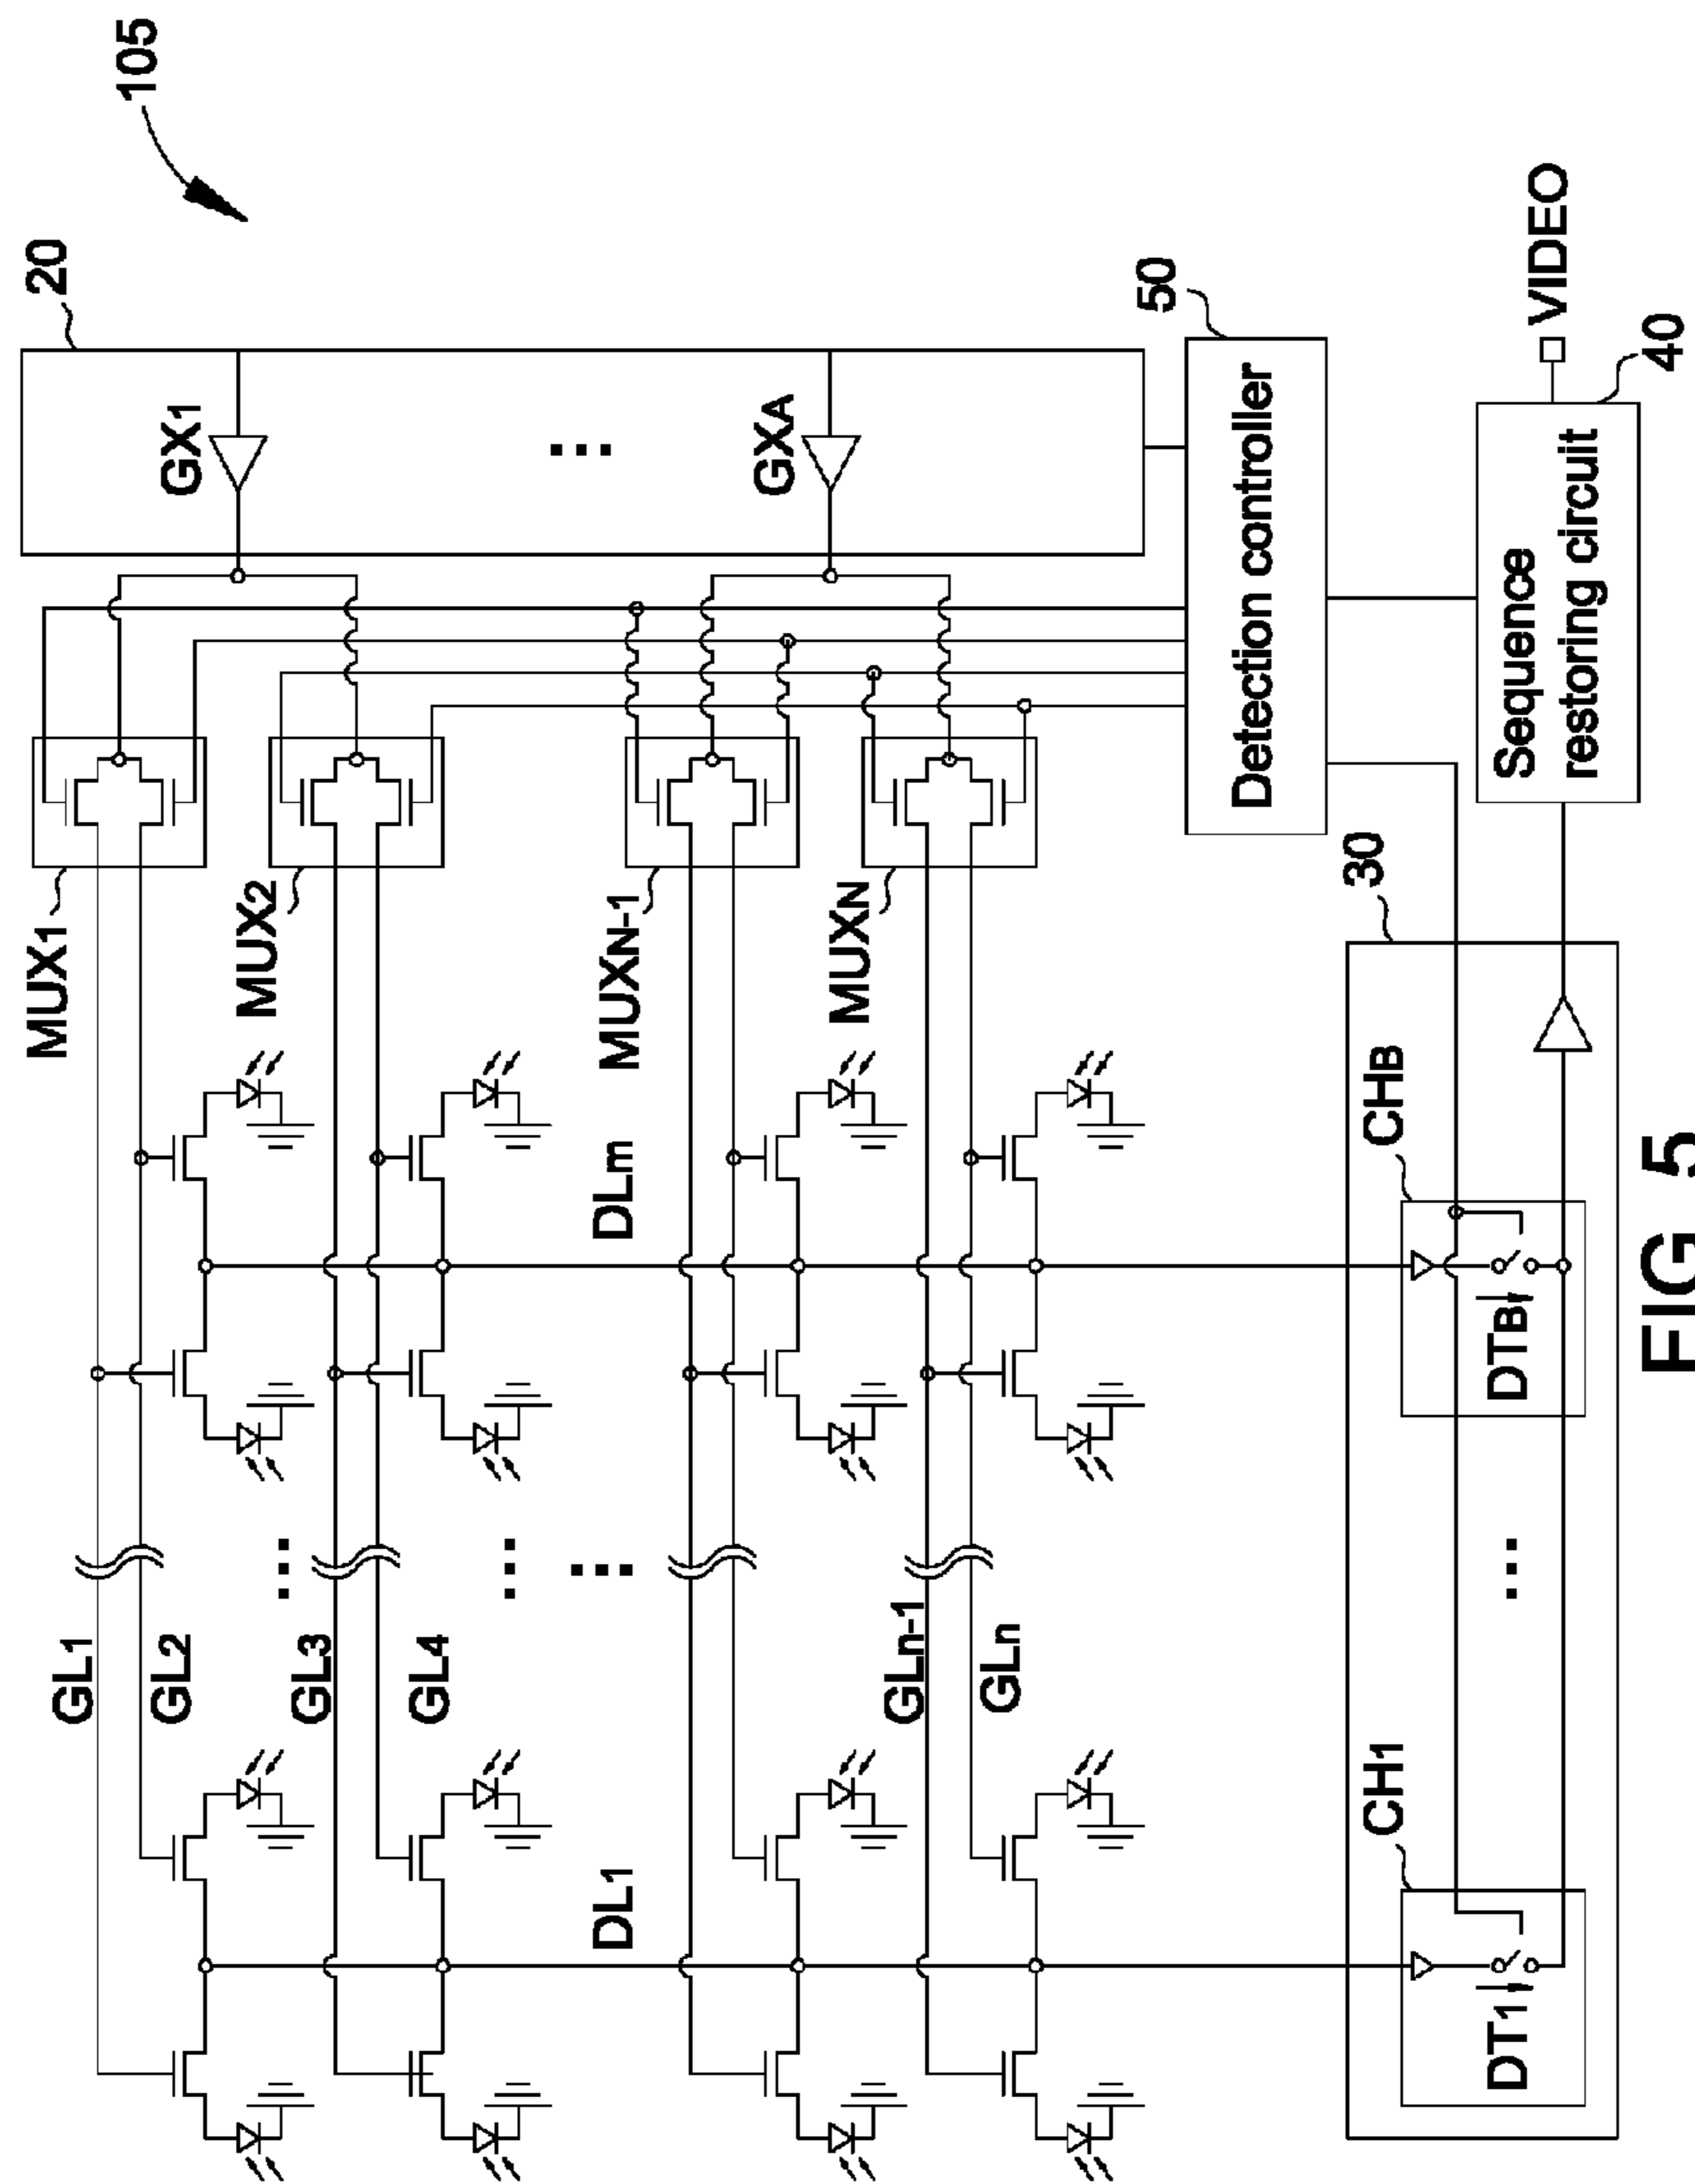 105
20
GX1
GXA
MUX1
MUX2
MUXN-1
MUXN
GL1
GL2
GL3
GL4
GLn-1
GLn
DL1
DLm
50
Detection controller
30
CH1
CHB
DT1
DTB
Sequence
restoring circuit
40
VIDEO
FIG. 5